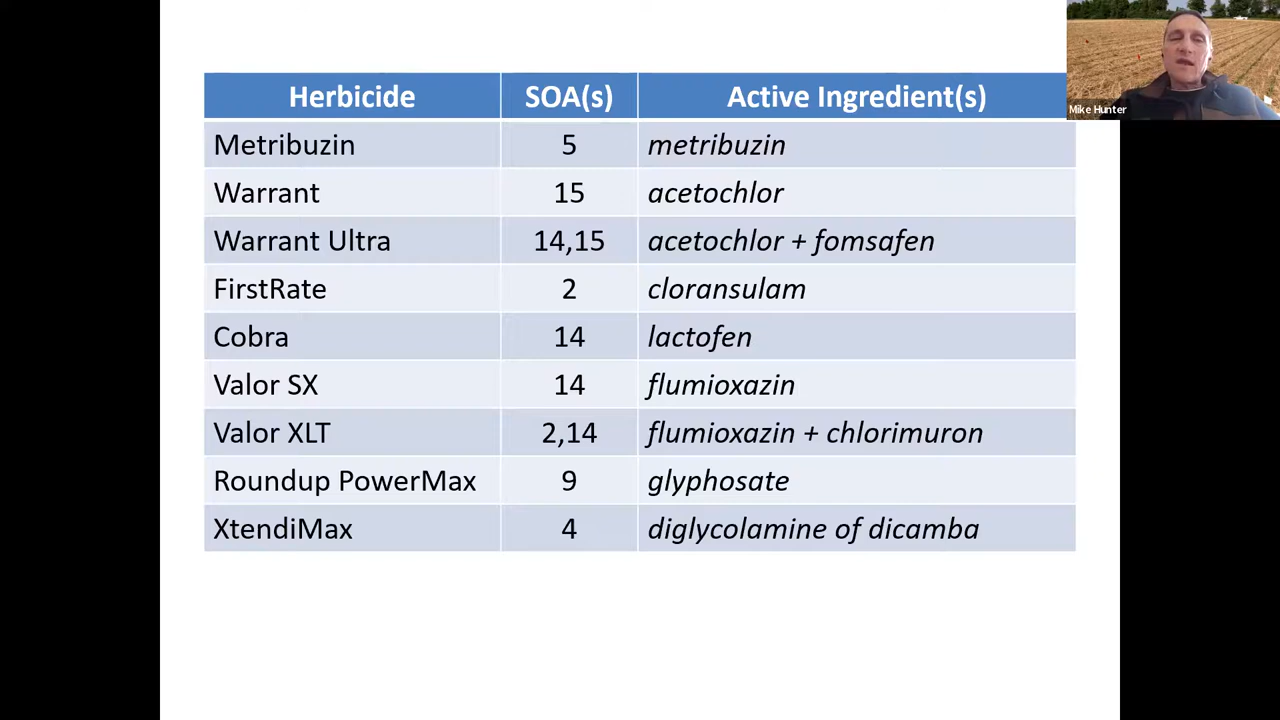 Herbicide SOA(s) Active Ingredient(s)
Metribuzin 5 metribuzin
Warrant 15 acetochlor
Warrant Ultra 14,15 acetochlor + fomsafen
FirstRate 2 cloransulam
Cobra 14 lactofen
Valor SX 14 flumioxazin
Valor XLT 2,14 flumioxazin + chlorimuron
Roundup PowerMax 9 glyphosate
XtendiMax 4 diglycolamine of dicamba
Mike Hunter